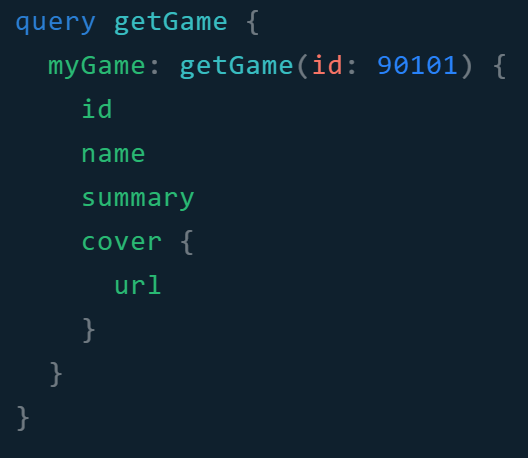 query getGame {
  myGame: getGame(id: 90101) {
    id
    name
    summary
    cover {
      url
    }
  }
}